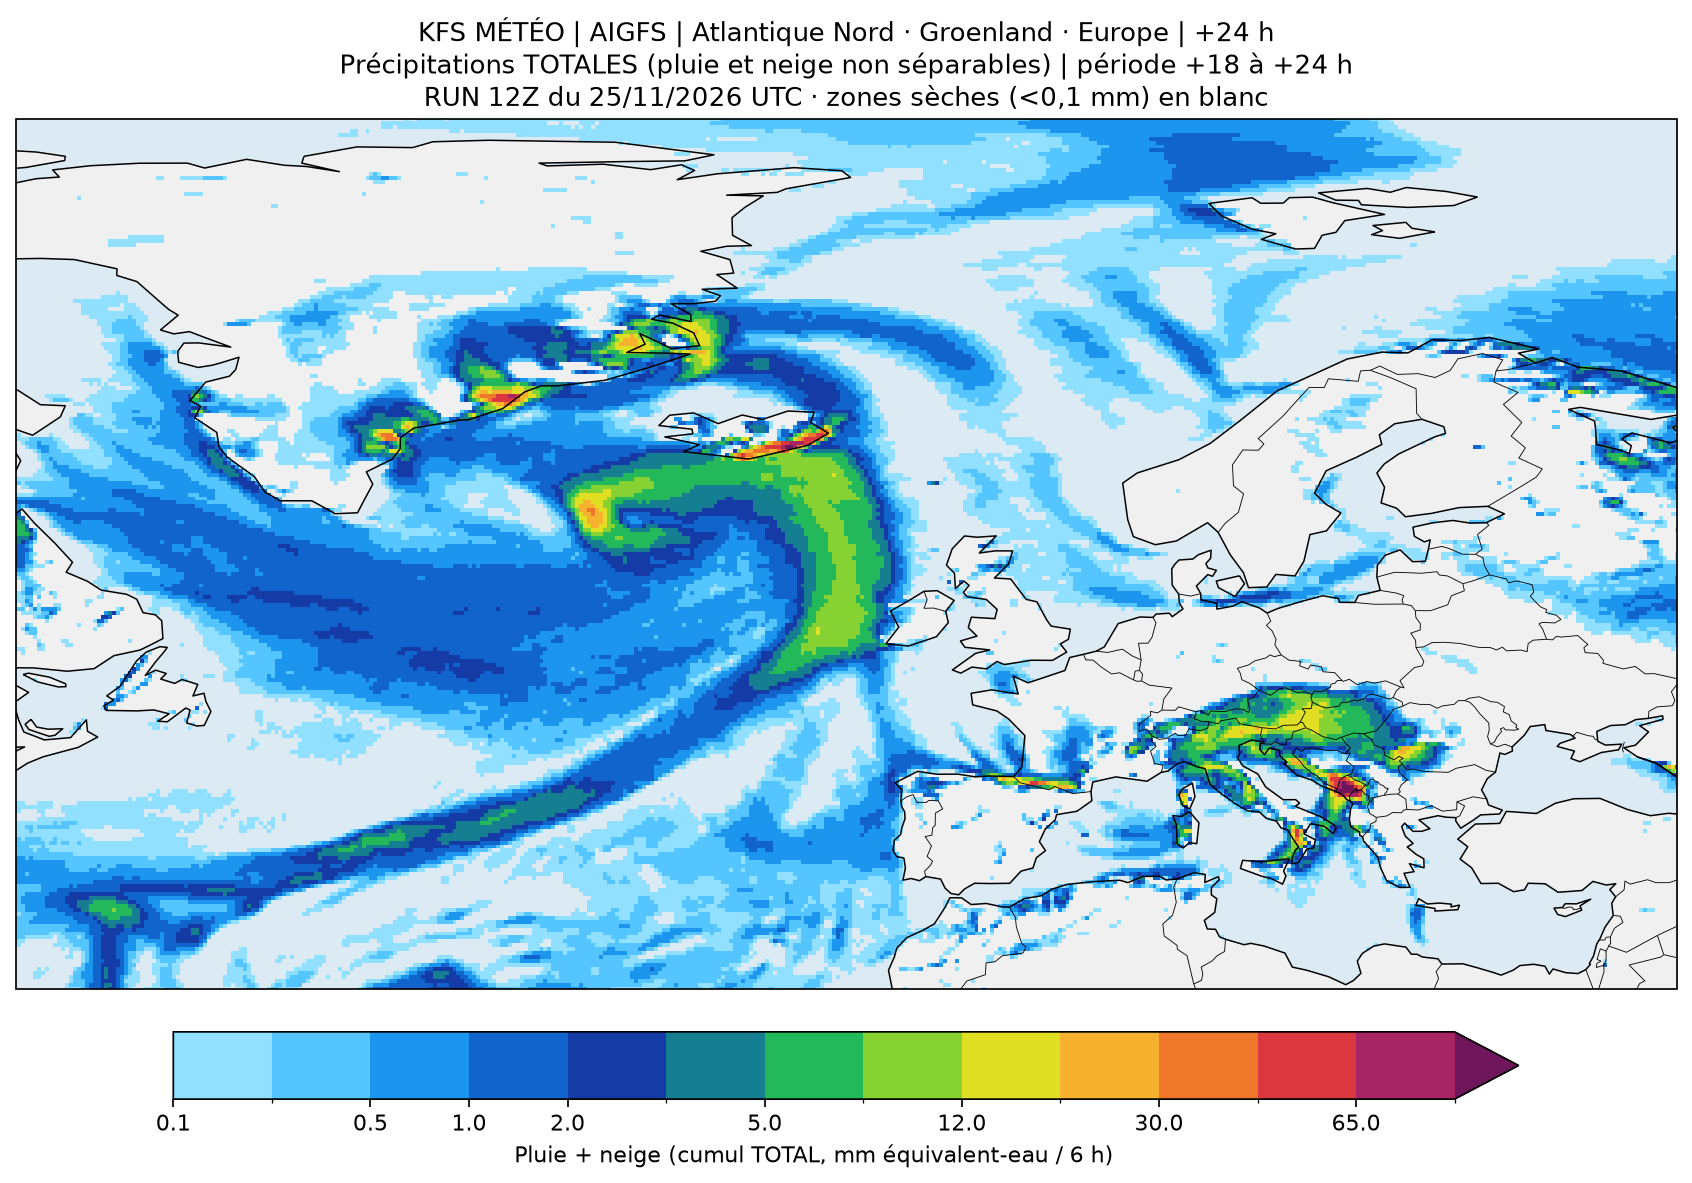 KFS MÉTÉO | AIGFS | Atlantique Nord · Groenland · Europe | +24 h
Précipitations TOTALES (pluie et neige non séparables) | période +18 à +24 h
RUN 12Z du 25/11/2026 UTC · zones sèches (<0,1 mm) en blanc
0.1 0.5 1.0 2.0 5.0 12.0 30.0 65.0
Pluie + neige (cumul TOTAL, mm équivalent-eau / 6 h)